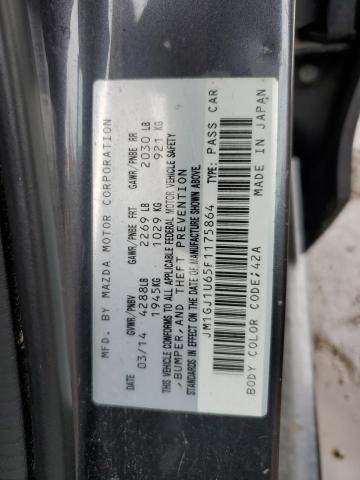 MFD. BY MAZDA MOTOR CORPORATION
DATE GVWR/PNBV GAWR/PNBE FRT GAWR/PNBE RR
03/14 4288LB 2269 LB 2030 LB
1945KG 1029 KG 921 KG
THIS VEHICLE CONFORMS TO ALL APPLICABLE FEDERAL MOTOR VEHICLE SAFETY
,BUMPER,AND THEFT PREVENTION
STANDARDS IN EFFECT ON THE DATE OF MANUFACTURE SHOWN ABOVE.
JM1GJ1U65F1175864 TYPE: PASS CAR
MADE IN JAPAN
BODY COLOR CODE:42A